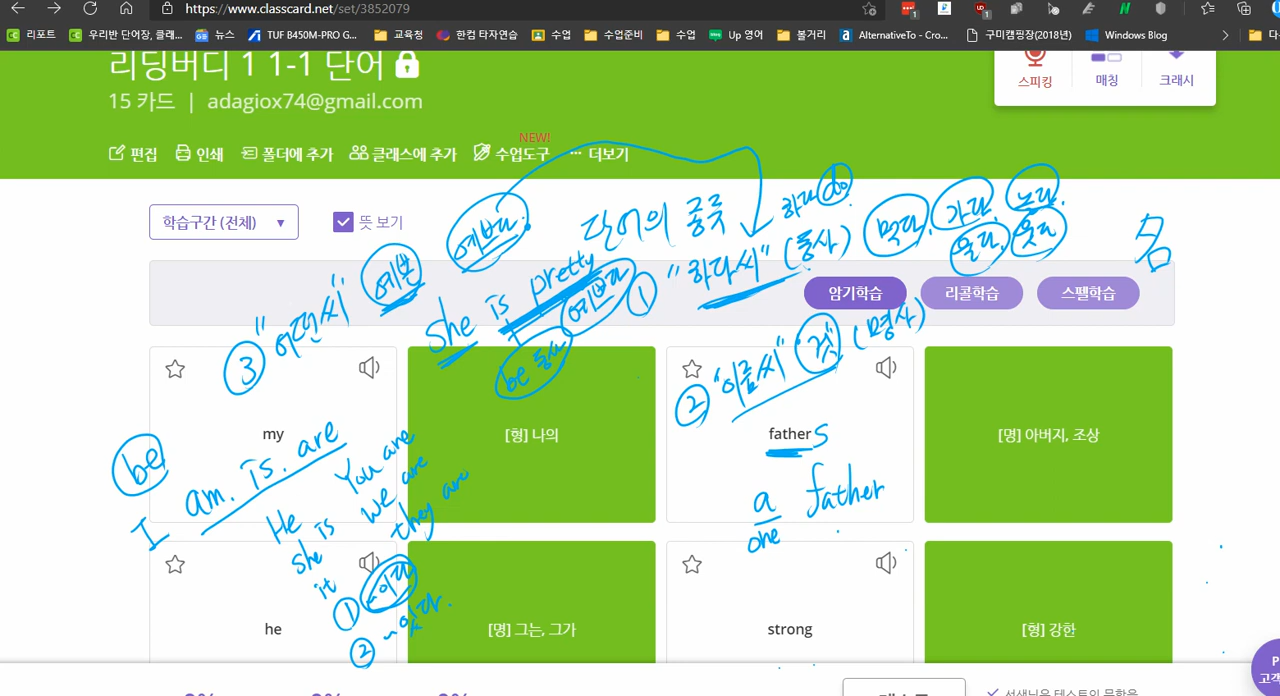 https://www.classcard.net/set/3852079
리포트 우리반 단어장, 클래... 뉴스 TUF B450M-PRO G... 교육청 한컴 타자연습 수업 수업준비 수업 Up 영어 볼거리 AlternativeTo - Cro... 구미캠핑장(2018년) Windows Blog
리딩버디 1 1-1 단어
15 카드 | adagiox74@gmail.com
스피킹 매칭 크래시
NEW!
편집 인쇄 폴더에 추가 클래스에 추가 수업도구 ··· 더보기
학습구간 (전체) ▼ 뜻 보기
단어의 종류
하다 do
예쁘다.
① "하다씨" (동사) 먹다, 가다, 놀다,
울다, 웃다
名
암기학습 리콜학습 스펠학습
③ "어떤씨" 예쁜
she is pretty
예쁘다
be 동사
② "이름씨" 것 (명사)
my
[형] 나의
fathers
[명] 아버지, 조상
a father
one
be
I am. is. are
He
she is
it
You are
we are
they are
① ~이다
② ~있다.
he
[명] 그는, 그가
strong
[형] 강한